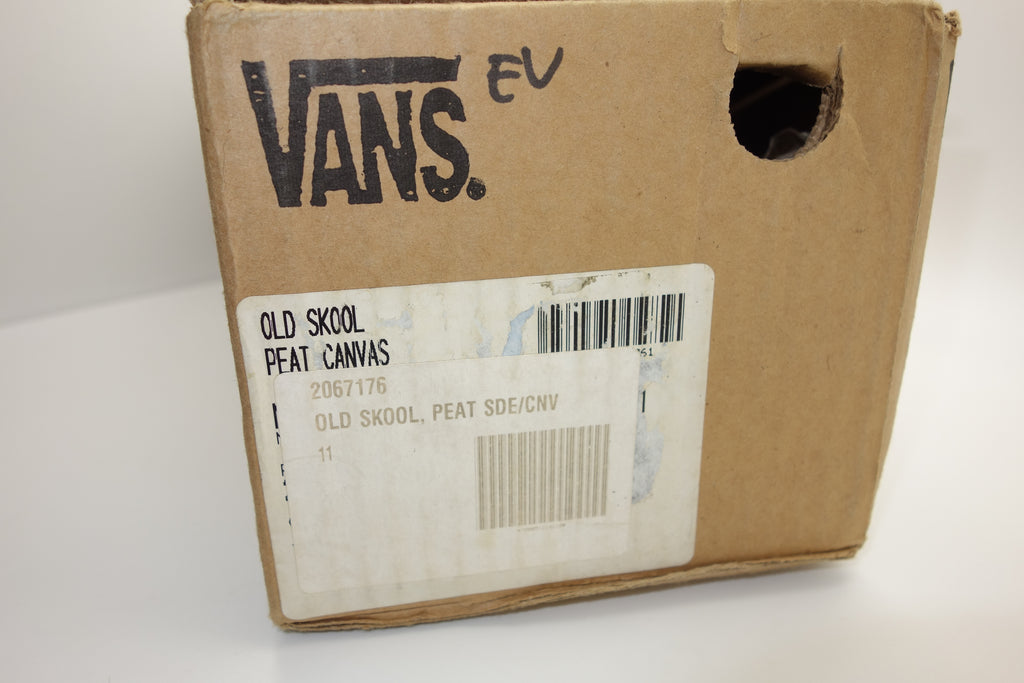 VANS.
EV
OLD SKOOL
PEAT CANVAS
2067176
OLD SKOOL, PEAT SDE/CNV
11